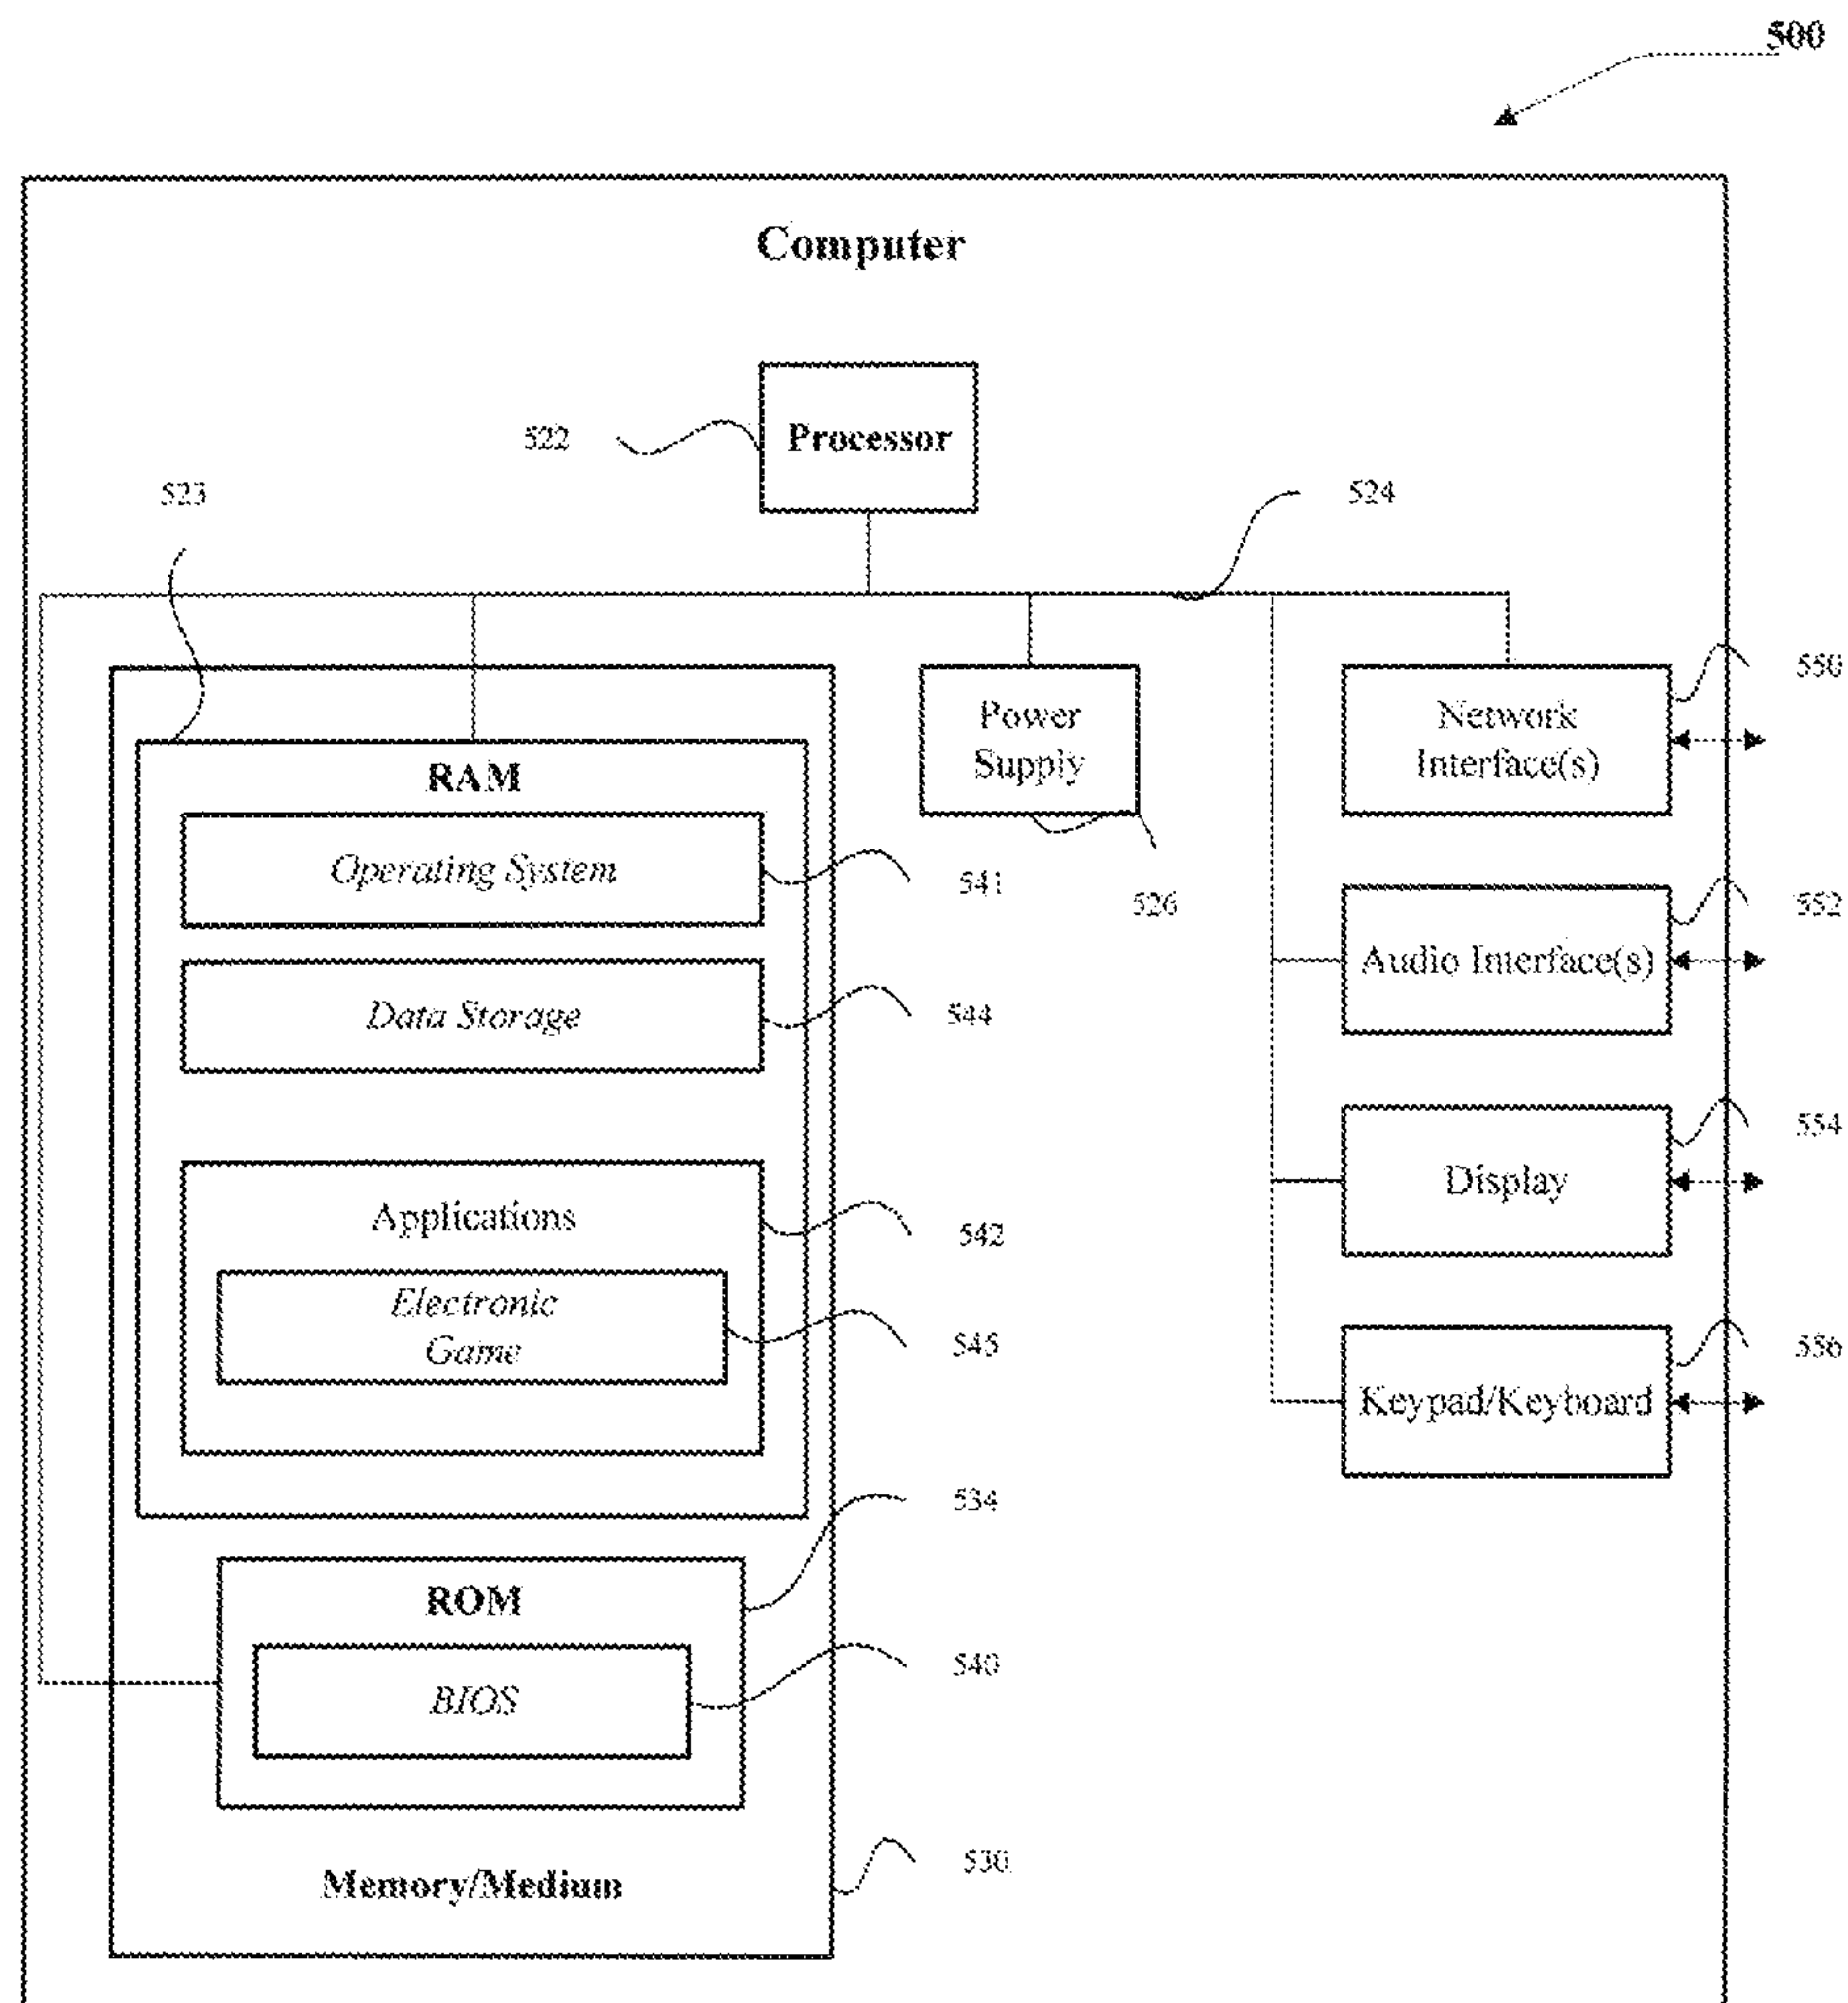 500
Computer
522
Processor
523
524
550
Power
Supply
Network
Interface(s)
RAM
Operating System
541
526
552
Audio Interface(s)
Data Storage
544
554
Display
Applications
542
Electronic
Game
545
556
Keypad/Keyboard
534
ROM
540
BIOS
530
Memory/Medium